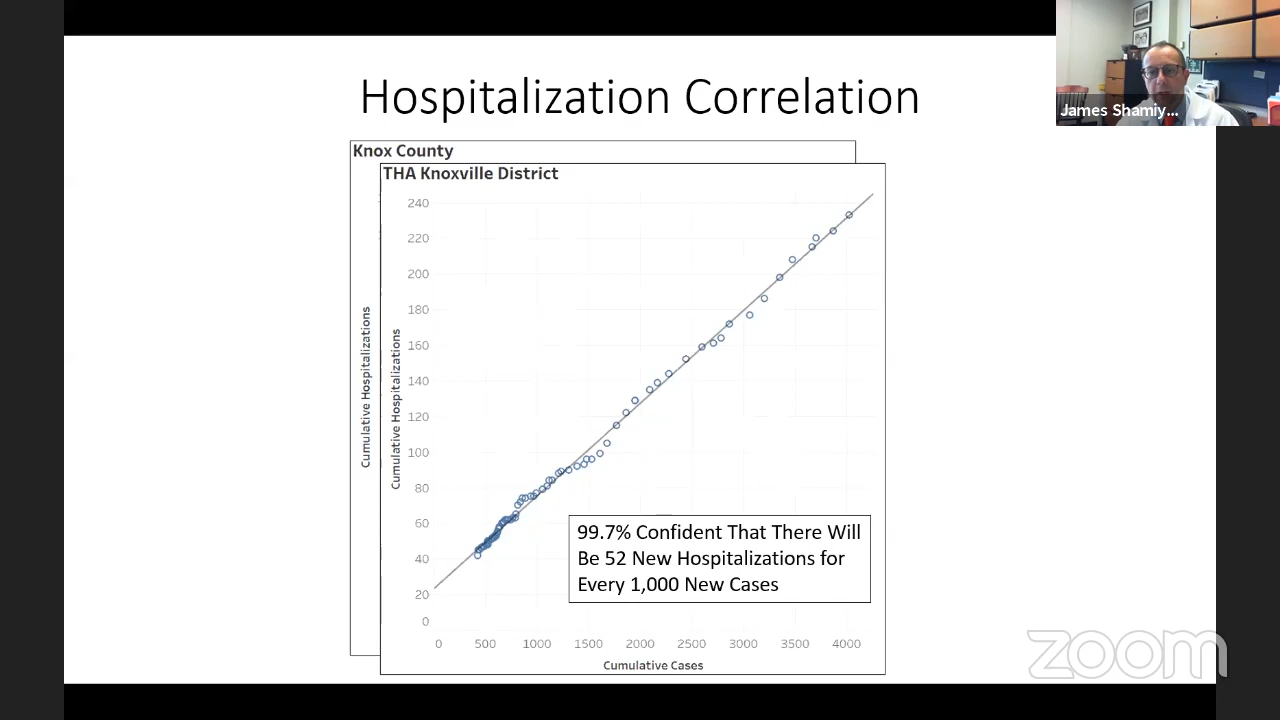 Hospitalization Correlation
James Shamiy...
Knox County
THA Knoxville District
Cumulative Hospitalizations
Cumulative Hospitalizations
240
220
200
180
160
140
120
100
80
60
40
20
0
99.7% Confident That There Will
Be 52 New Hospitalizations for
Every 1,000 New Cases
0 500 1000 1500 2000 2500 3000 3500 4000
Cumulative Cases
zoom